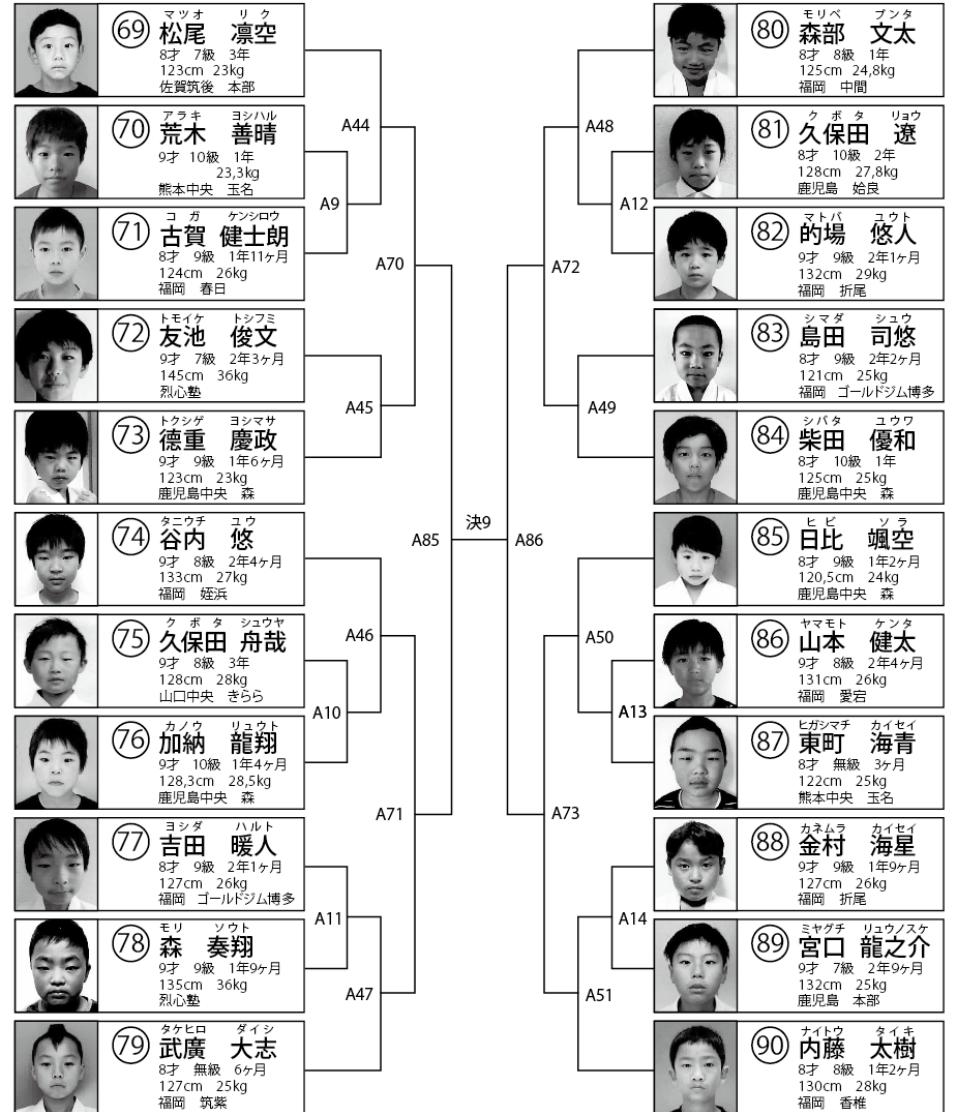 マツオ リク
69 松尾 凛空
8才 7級 3年
123cm 23kg
佐賀筑後 本部
アラキ ヨシハル
70 荒木 善晴
9才 10級 1年
23,3kg
熊本中央 玉名
コガ ケンシロウ
71 古賀 健士朗
8才 9級 1年11ヶ月
124cm 26kg
福岡 春日
トモイケ トシフミ
72 友池 俊文
9才 7級 2年3ヶ月
145cm 36kg
烈心塾
トクシゲ ヨシマサ
73 德重 慶政
9才 9級 1年6ヶ月
123cm 23kg
鹿児島中央 森
タニウチ ユウ
74 谷内 悠
9才 8級 2年4ヶ月
133cm 27kg
福岡 姪浜
クボタ シュウヤ
75 久保田 舟哉
9才 8級 3年
128cm 28kg
山口中央 きらら
カノウ リュウト
76 加納 龍翔
9才 10級 1年4ヶ月
128,3cm 28,5kg
鹿児島中央 森
ヨシダ ハルト
77 吉田 暖人
8才 9級 2年1ヶ月
127cm 26kg
福岡 ゴールドジム博多
モリ ソウト
78 森 奏翔
9才 9級 1年9ヶ月
135cm 36kg
烈心塾
タケヒロ ダイシ
79 武廣 大志
8才 無級 6ヶ月
127cm 25kg
福岡 筑紫
A44
A9
A70
A45
A85
A46
A10
A71
A11
A47
決9
A48
A12
A72
A49
A86
A50
A13
A73
A14
A51
モリベ ブンタ
80 森部 文太
8才 8級 1年
125cm 24,8kg
福岡 中間
クボタ リョウ
81 久保田 遼
8才 10級 2年
128cm 27,8kg
鹿児島 姶良
マトバ ユウト
82 的場 悠人
9才 9級 2年1ヶ月
132cm 29kg
福岡 折尾
シマダ シュウ
83 島田 司悠
8才 9級 2年2ヶ月
121cm 25kg
福岡 ゴールドジム博多
シバタ ユウワ
84 柴田 優和
8才 10級 1年
125cm 25kg
鹿児島中央 森
ヒビ ソラ
85 日比 颯空
8才 9級 1年2ヶ月
120,5cm 24kg
鹿児島中央 森
ヤマモト ケンタ
86 山本 健太
9才 8級 2年4ヶ月
131cm 26kg
福岡 愛宕
ヒガシマチ カイセイ
87 東町 海青
8才 無級 3ヶ月
122cm 25kg
熊本中央 玉名
カネムラ カイセイ
88 金村 海星
9才 9級 1年9ヶ月
127cm 26kg
福岡 折尾
ミヤグチ リュウノスケ
89 宮口 龍之介
9才 7級 2年9ヶ月
132cm 25kg
鹿児島 本部
ナイトウ タイキ
90 内藤 太樹
8才 8級 1年2ヶ月
130cm 28kg
福岡 香椎